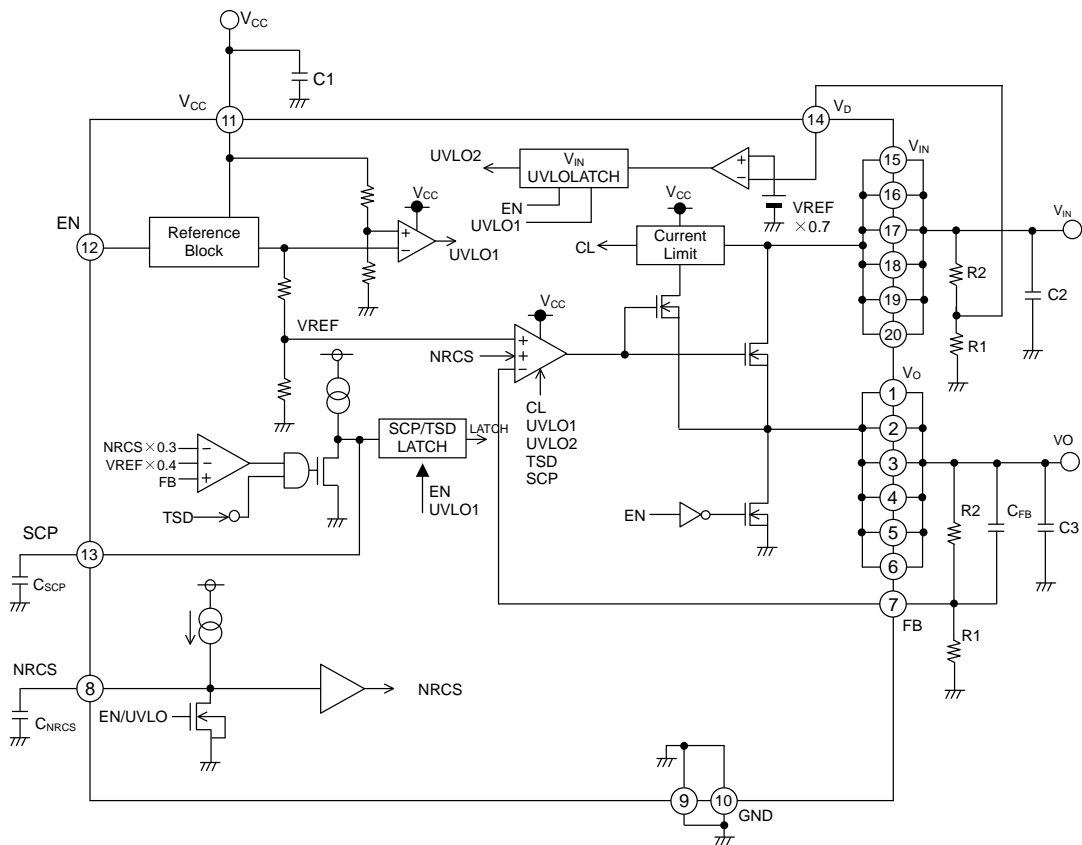 VCC
C1
VCC
11
VD
14
VIN
15
16
17
18
19
20
VIN
R2
R1
C2
UVLO2
VIN
UVLOLATCH
EN
UVLO1
VREF
×0.7
EN
12
Reference
Block
VCC
UVLO1
CL
VCC
Current
Limit
VREF
NRCS
VCC
CL
UVLO1
UVLO2
TSD
SCP
NRCS×0.3
VREF×0.4
FB
TSD
SCP/TSD
LATCH
LATCH
EN
UVLO1
EN
VO
1
2
3
4
5
6
7
FB
VO
R2
CFB
C3
R1
SCP
13
CSCP
NRCS
8
CNRCS
EN/UVLO
NRCS
9
10
GND